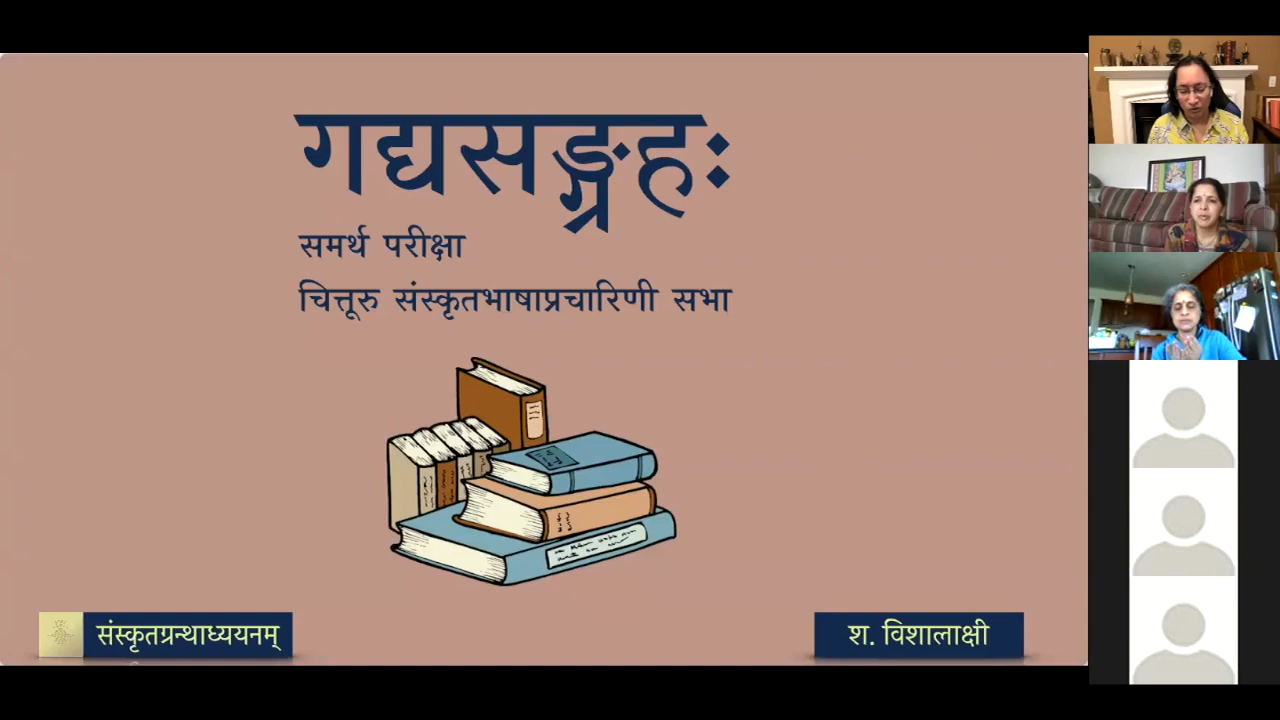 गद्यसङ्ग्रहः
समर्थ परीक्षा
चित्तूरु संस्कृतभाषाप्रचारिणी सभा
संस्कृतग्रन्थाध्ययनम्
श. विशालाक्षी